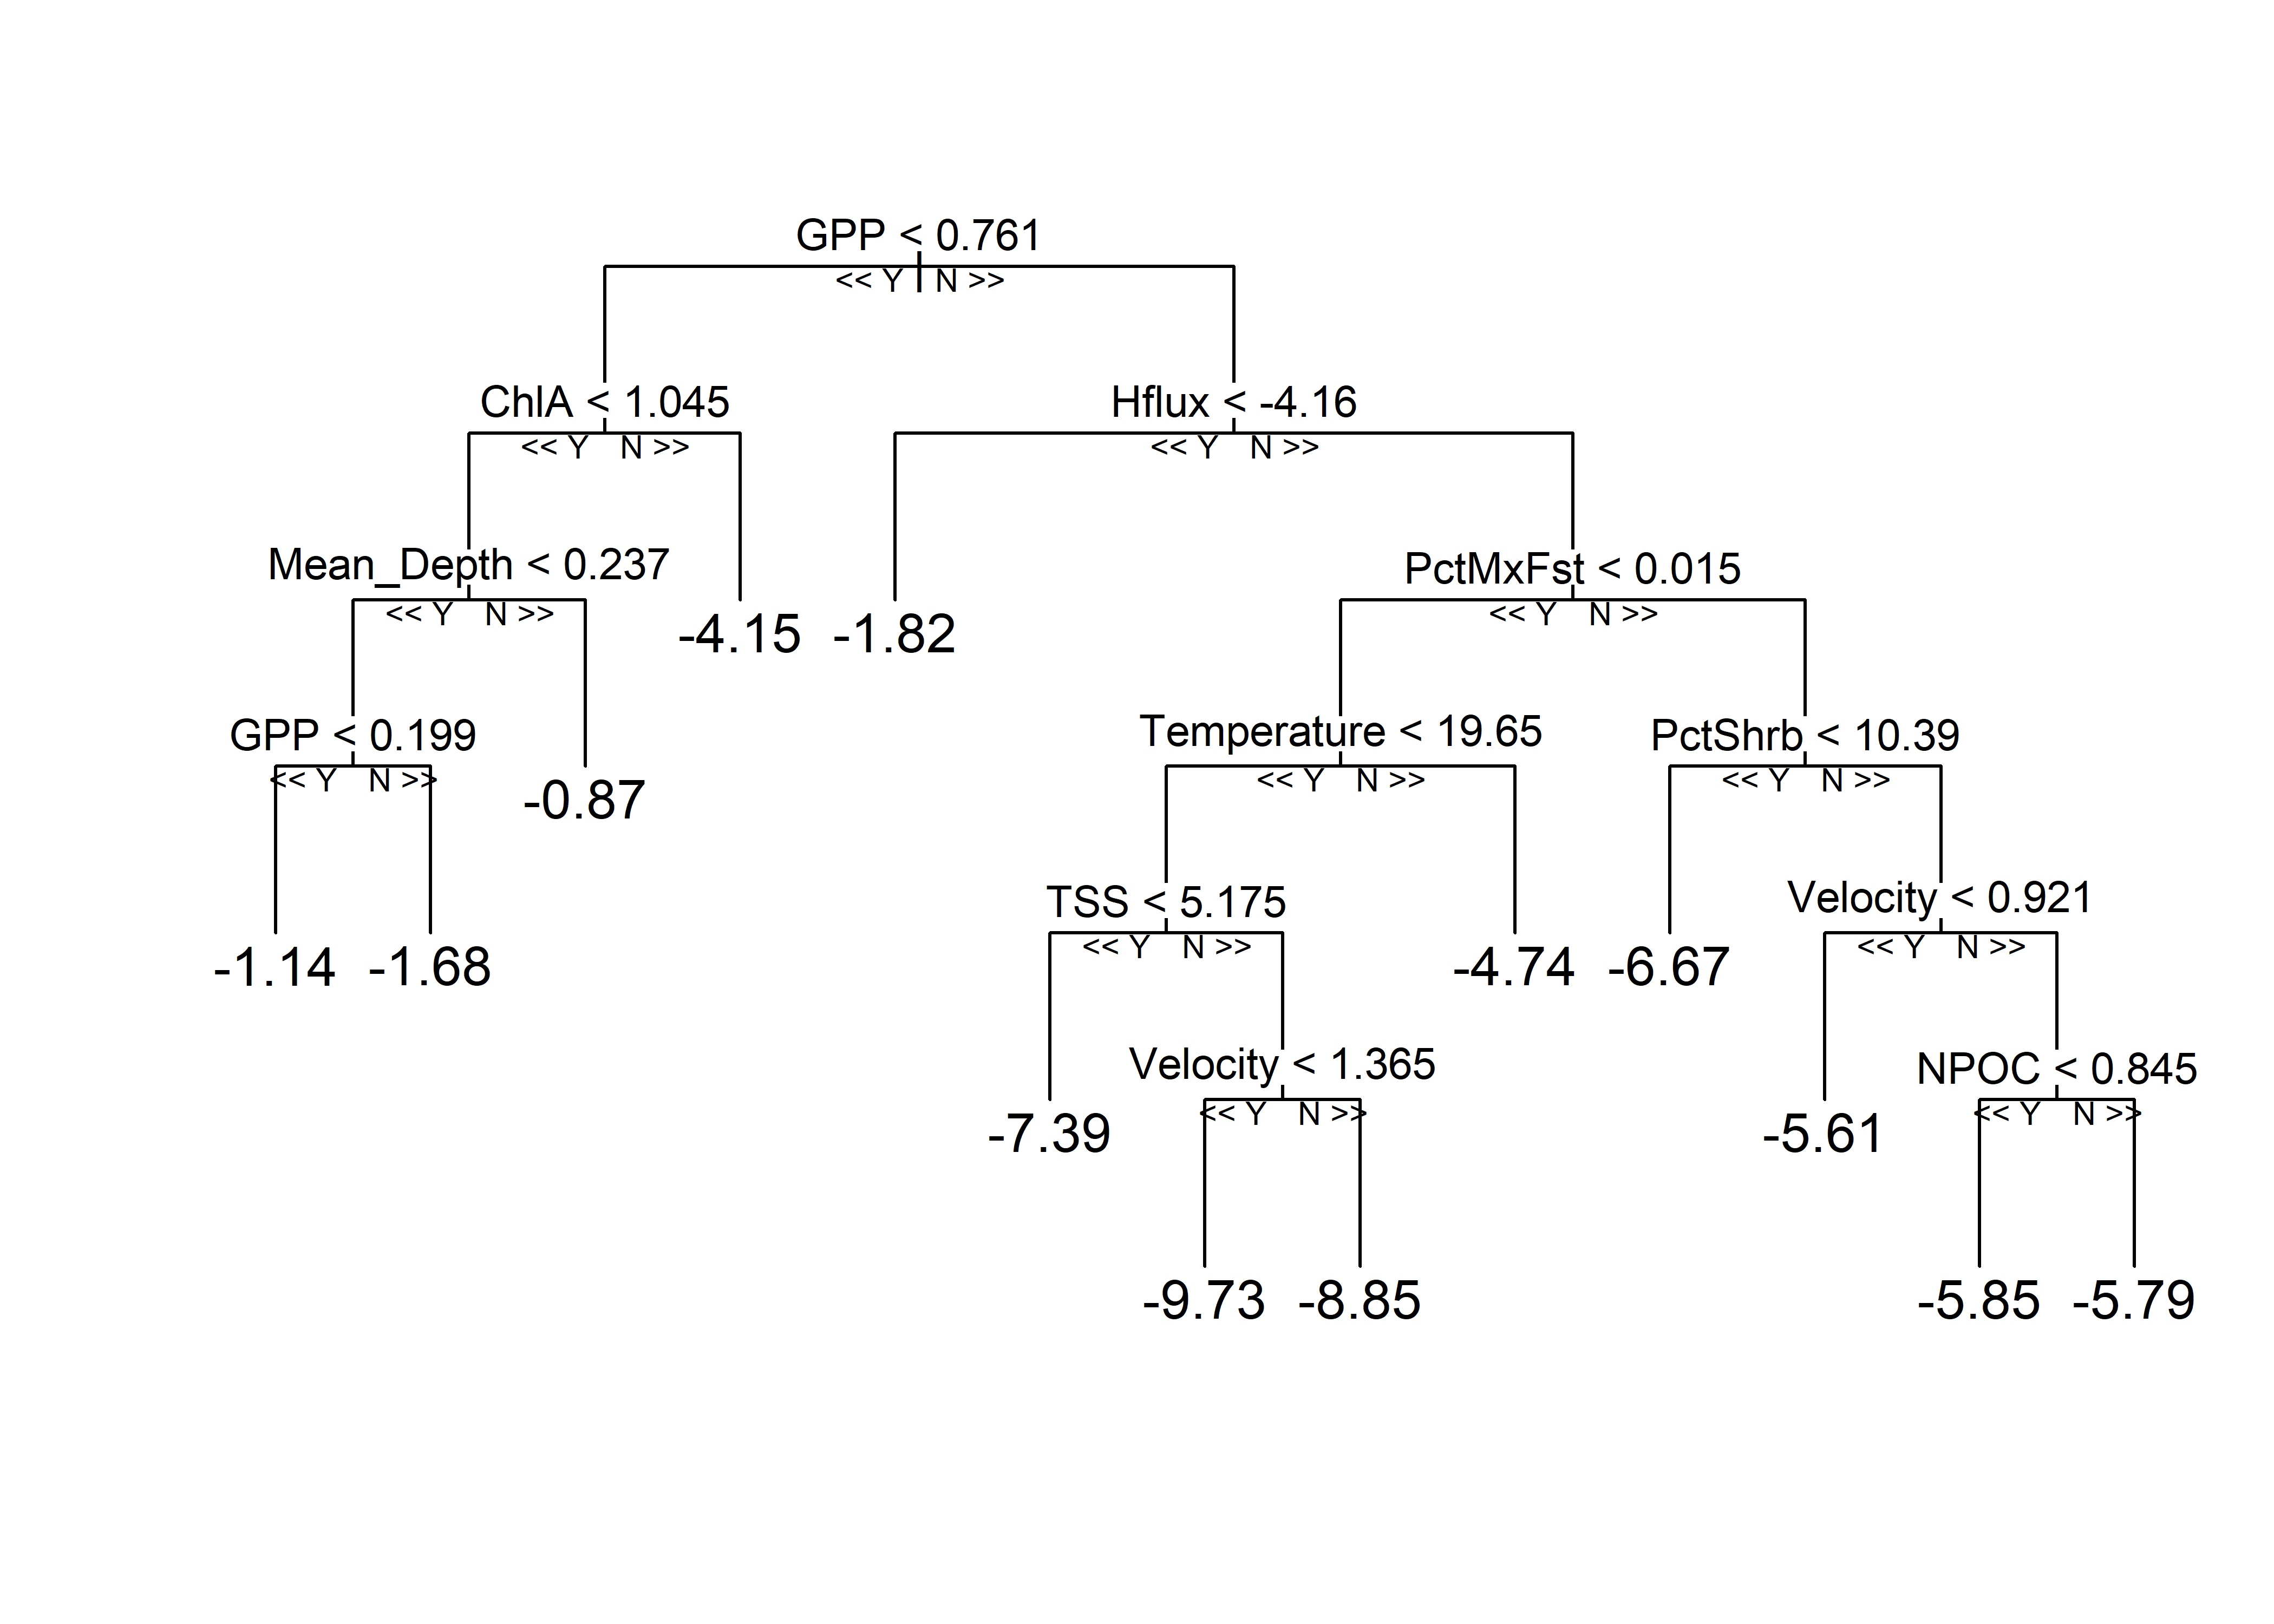 GPP < 0.761
<< Y N >>
ChlA < 1.045
Hflux < -4.16
<< Y N >>
<< Y N >>
Mean_Depth < 0.237
PctMxFst < 0.015
<< Y N >>
-4.15
-1.82
<< Y N >>
GPP < 0.199
Temperature < 19.65
PctShrb < 10.39
<< Y N >>
-0.87
<< Y N >>
<< Y N >>
TSS < 5.175
Velocity < 0.921
-1.14
-1.68
<< Y N >>
-4.74
-6.67
<< Y N >>
Velocity < 1.365
NPOC < 0.845
-7.39
<< Y N >>
-5.61
<< Y N >>
-9.73
-8.85
-5.85
-5.79